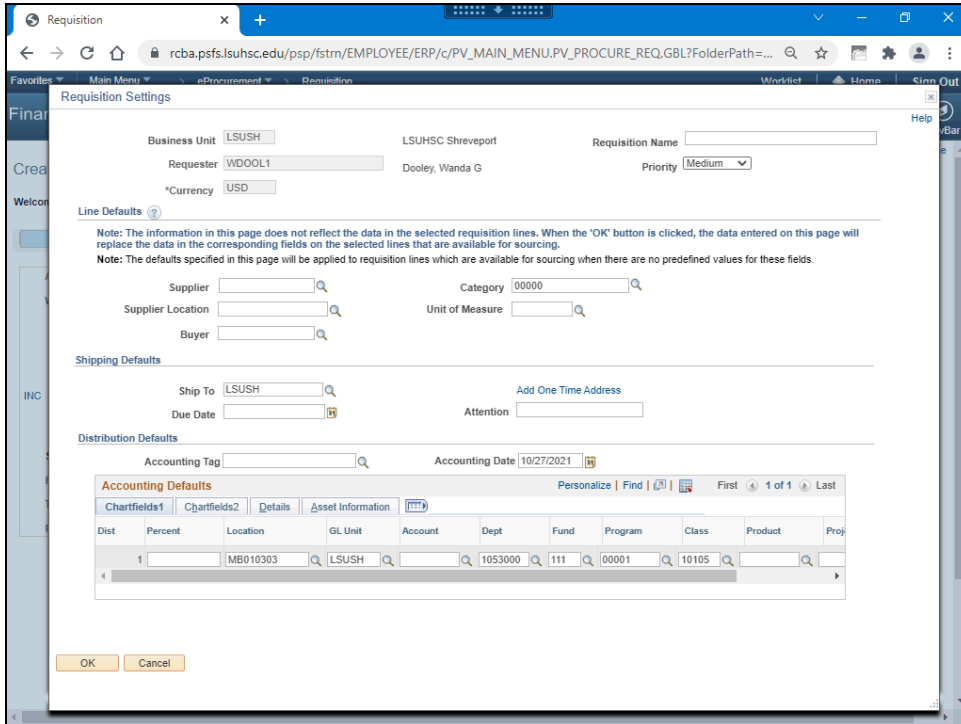 Requisition
rcba.psfs.lsuhsc.edu/psp/fstrn/EMPLOYEE/ERP/c/PV_MAIN_MENU.PV_PROCURE_REQ.GBL?FolderPath=...
Favorites Main Menu > eProcurement > Requisition Worklist Home Sign Out
Requisition Settings
Help
Finan
vBar
Crea
Welcom
INC
Business Unit LSUSH LSUHSC Shreveport Requisition Name
Requester WDOOL1 Dooley, Wanda G Priority Medium
*Currency USD
Line Defaults ?
Note: The information in this page does not reflect the data in the selected requisition lines. When the 'OK' button is clicked, the data entered on this page will
replace the data in the corresponding fields on the selected lines that are available for sourcing.
Note: The defaults specified in this page will be applied to requisition lines which are available for sourcing when there are no predefined values for these fields.
Supplier Category 00000
Supplier Location Unit of Measure
Buyer
Shipping Defaults
Ship To LSUSH Add One Time Address
Due Date Attention
Distribution Defaults
Accounting Tag Accounting Date 10/27/2021
Accounting Defaults Personalize | Find | First 1 of 1 Last
Chartfields1 Chartfields2 Details Asset Information
Dist Percent Location GL Unit Account Dept Fund Program Class Product Proj
1 MB010303 LSUSH 1053000 111 00001 10105
OK Cancel